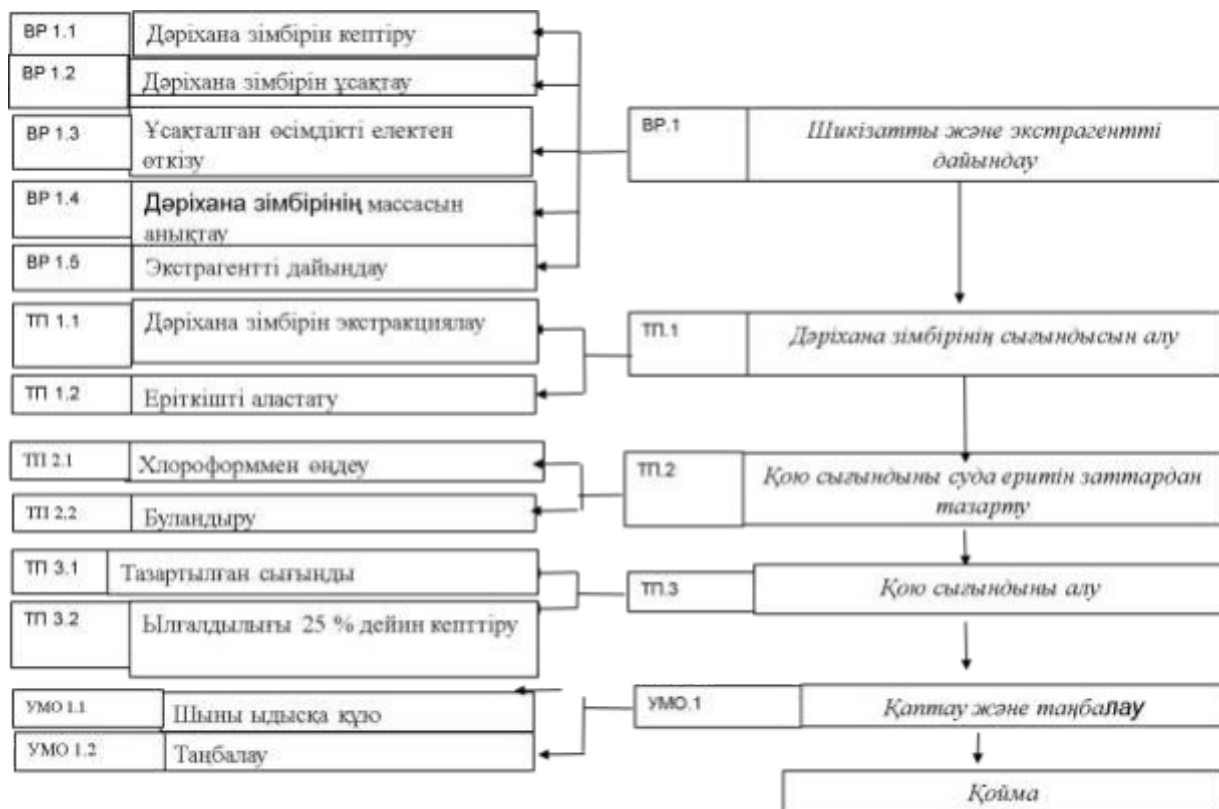 ВР 1.1 Дәріхана зімбірін кептіру
ВР 1.2 Дәріхана зімбірін ұсақтау
ВР 1.3 Ұсақталған өсімдікті електен
өткізу
ВР 1.4 Дәріхана зімбірінің массасын
анықтау
ВР 1.5 Экстрагентті дайындау
ВР.1 Шикізатты және экстрагентті
дайындау
ТП 1.1 Дәріхана зімбірін экстракциялау
ТП 1.2 Еріткішті аластату
ТП.1 Дәріхана зімбірінің сығындысын алу
ТП 2.1 Хлороформмен өңдеу
ТП 2.2 Буландыру
ТП.2 Қою сығындыны суда еритін заттардан
тазарту
ТП 3.1 Тазартылған сығынды
ТП 3.2 Ылғалдылығы 25 % дейин кепттіру
ТП.3 Қою сығындыны алу
УМО 1.1 Шыны ыдысқа құю
УМО 1.2 Таңбалау
УМО.1 Қаптау және таңбалау
Қойма